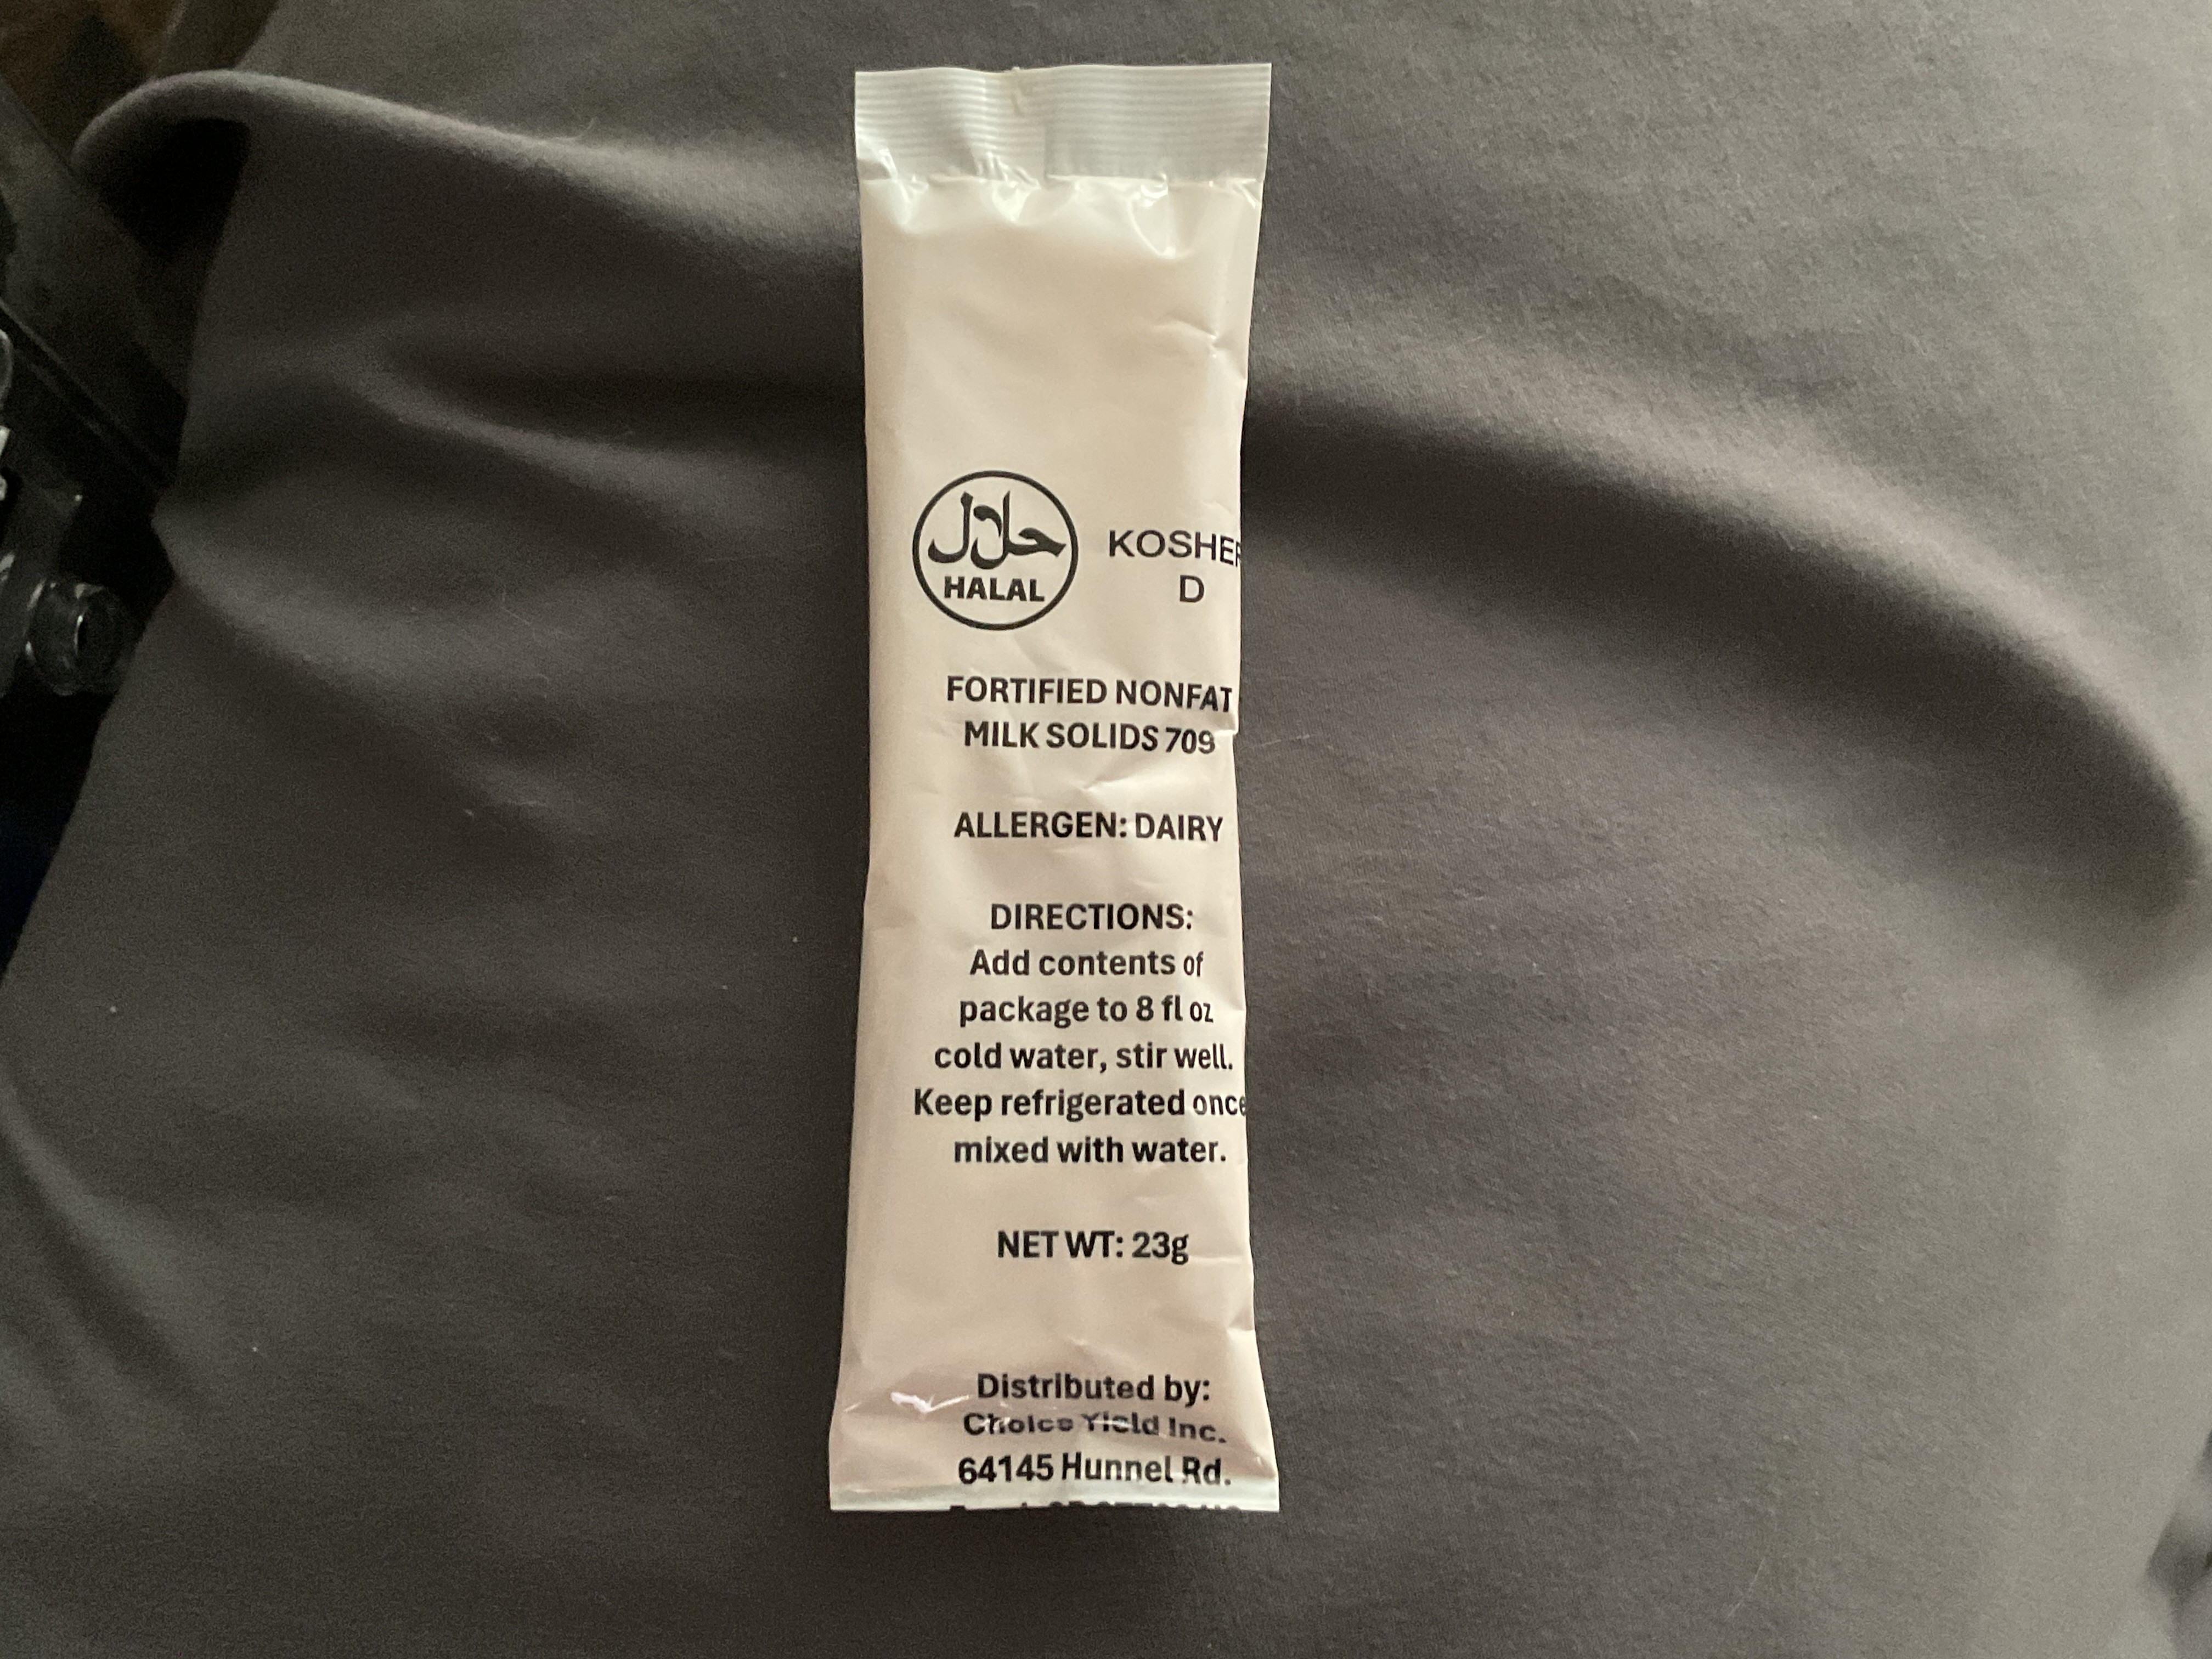 حلال
HALAL
KOSHER
D
FORTIFIED NONFAT
MILK SOLIDS 709
ALLERGEN: DAIRY
DIRECTIONS:
Add contents of
package to 8 fl oz
cold water, stir well.
Keep refrigerated once
mixed with water.
NET WT: 23g
Distributed by:
Choice Yield Inc.
64145 Hunnel Rd.